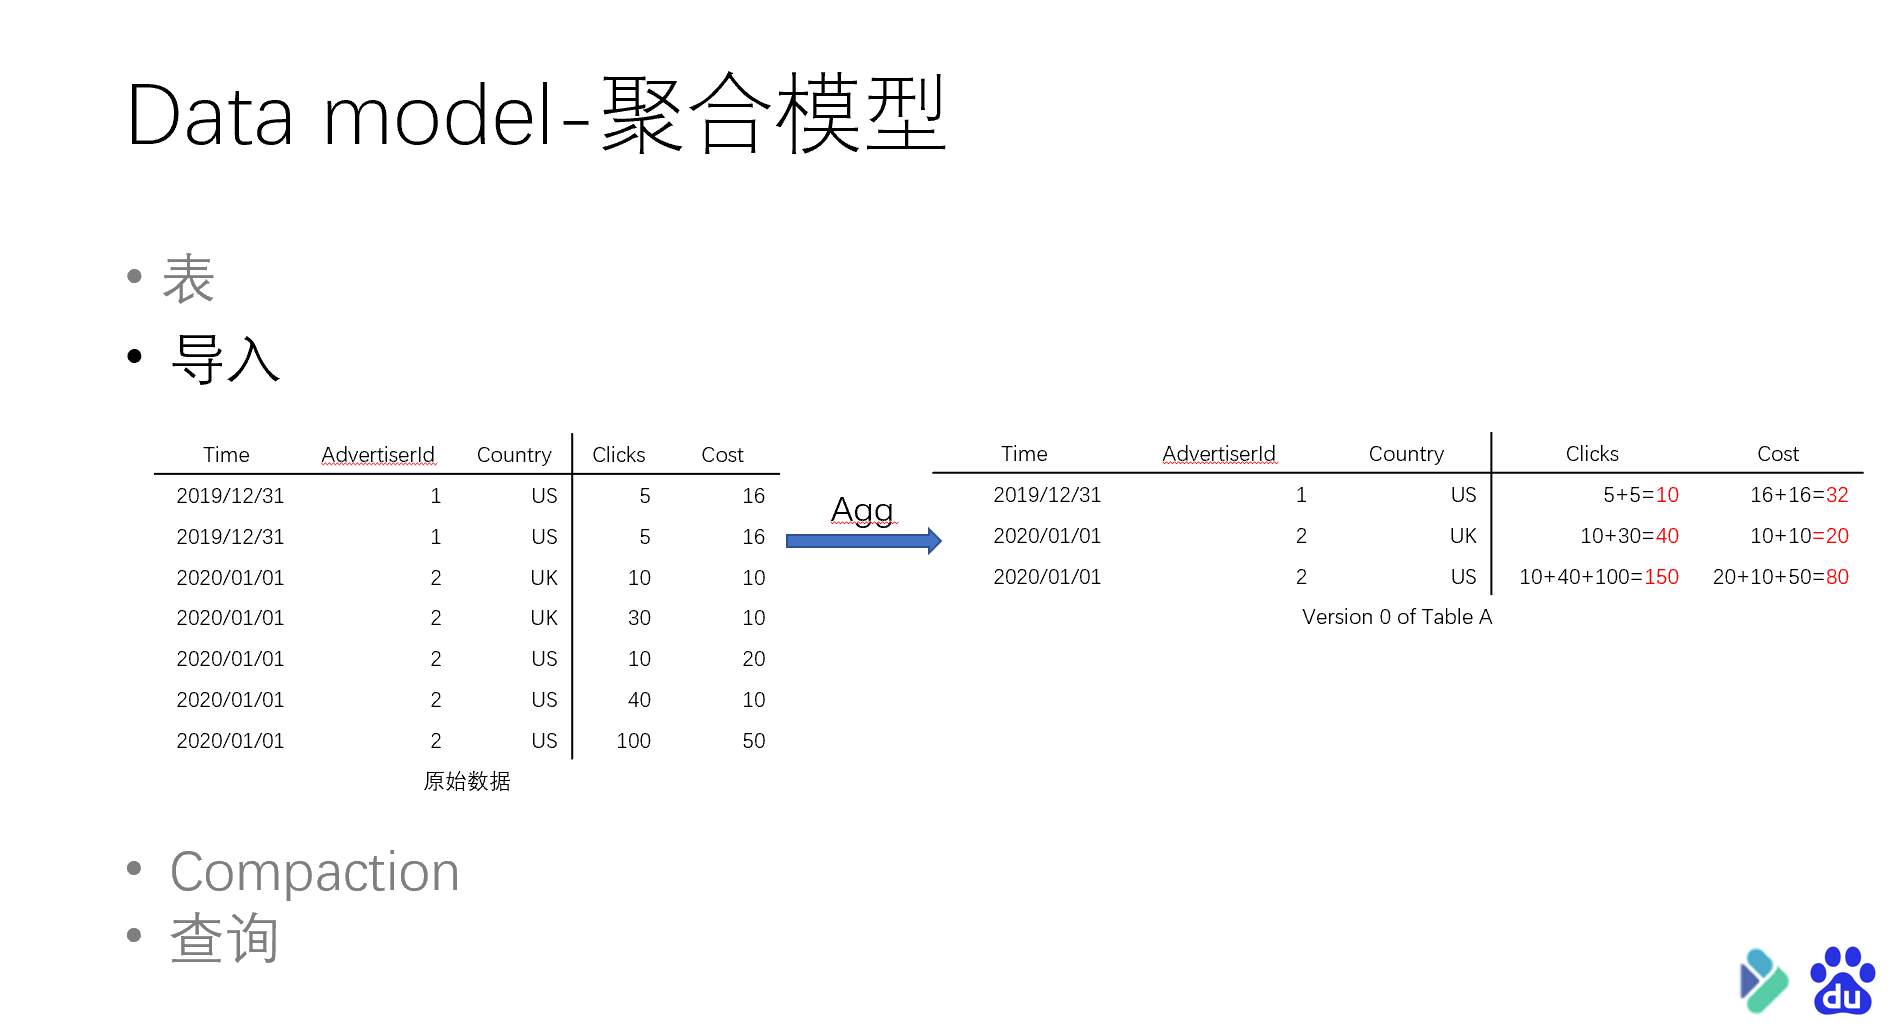 Data model-聚合模型
• 表
• 导入
Time AdvertiserId Country Clicks Cost
2019/12/31 1 US 5 16
2019/12/31 1 US 5 16
2020/01/01 2 UK 10 10
2020/01/01 2 UK 30 10
2020/01/01 2 US 10 20
2020/01/01 2 US 40 10
2020/01/01 2 US 100 50
原始数据
Agg
Time AdvertiserId Country Clicks Cost
2019/12/31 1 US 5+5=10 16+16=32
2020/01/01 2 UK 10+30=40 10+10=20
2020/01/01 2 US 10+40+100=150 20+10+50=80
Version 0 of Table A
• Compaction
• 查询
du